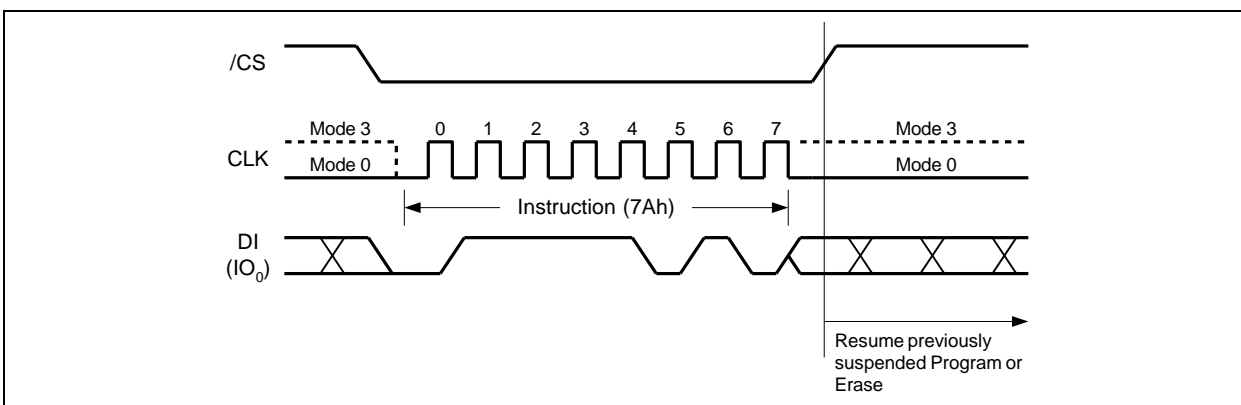 /CS
Mode 3 0 1 2 3 4 5 6 7 Mode 3
CLK
Mode 0 Mode 0
Instruction (7Ah)
DI
(IO0)
Resume previously
suspended Program or
Erase